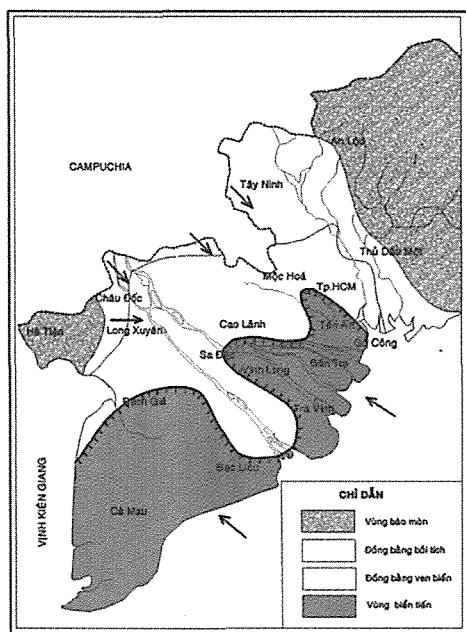 CAMPUCHIA
An Lộc
Tây Ninh
Thủ Dầu Một
Mộc Hoá
Tp.HCM
Châu Đốc
Hà Tiên
Long Xuyên
Cao Lãnh
Tân An
Gò Công
Sa Đ
Vĩnh Long
Bến Tre
Trà Vinh
Rạch Giá
Bạc Liêu
Cà Mau
VỊNH KIÊN GIANG
CHỈ DẪN
Vùng bào mòn
Đồng bằng bồi tích
Đồng bằng ven biển
Vùng biển tiến